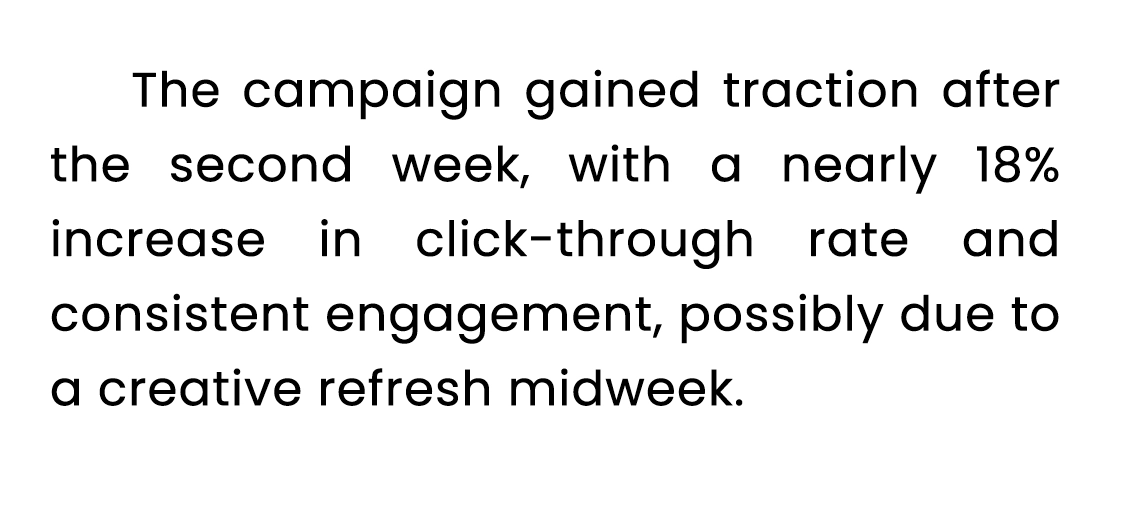 The campaign gained traction after
the second week, with a nearly 18%
increase in click-through rate and
consistent engagement, possibly due to
a creative refresh midweek.